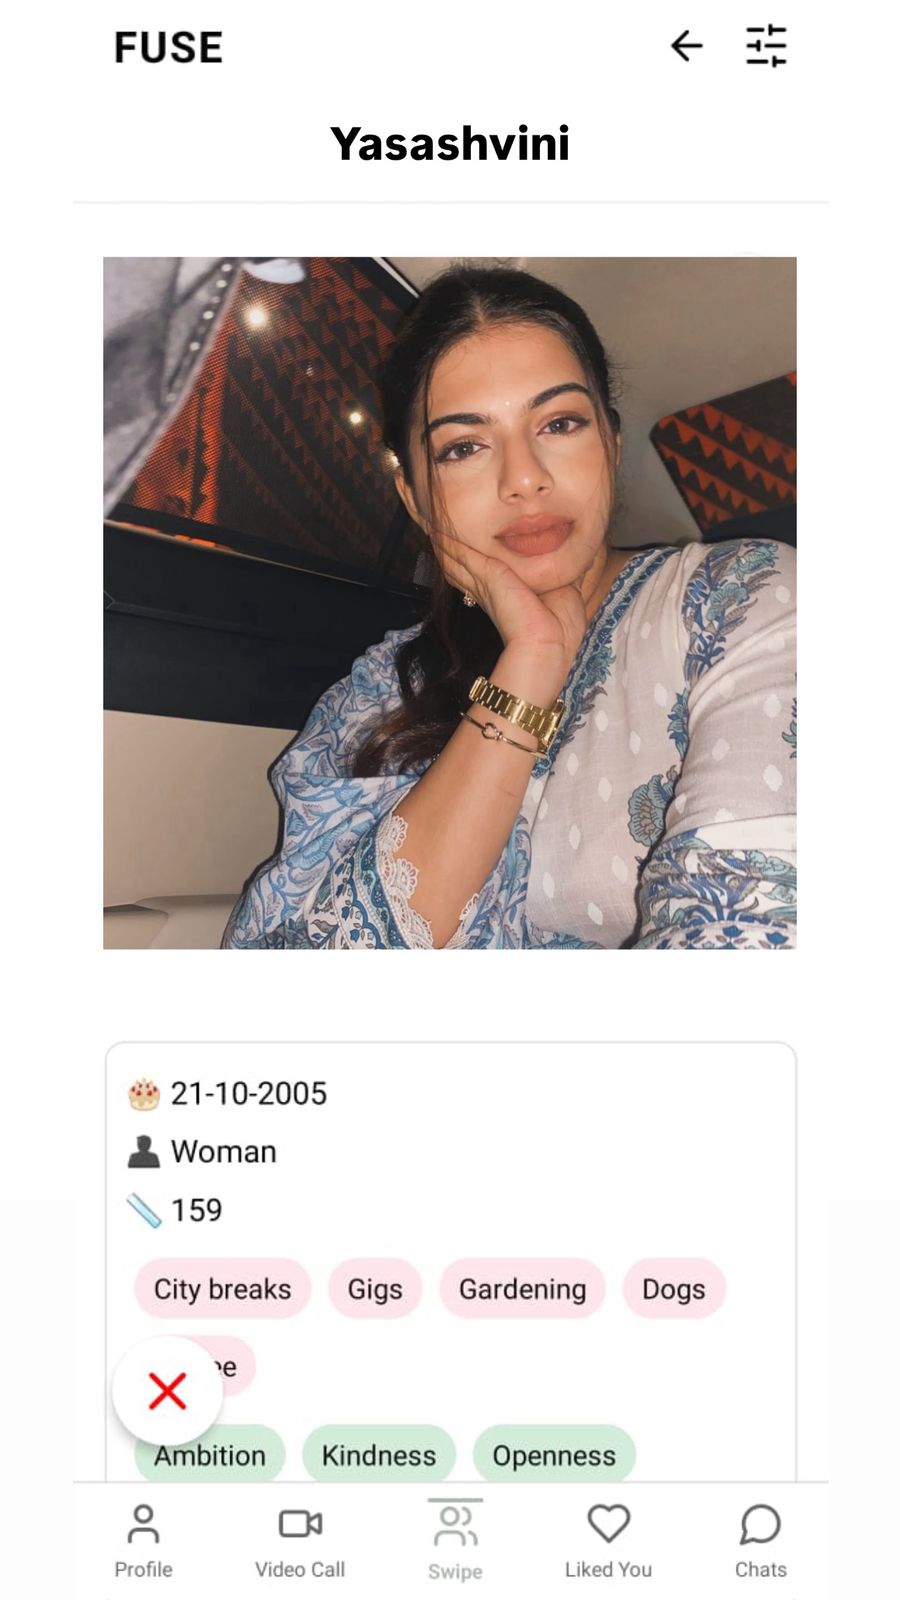 FUSE
Yasashvini
21-10-2005
Woman
159
City breaks Gigs Gardening Dogs
Ambition Kindness Openness
Profile Video Call Swipe Liked You Chats